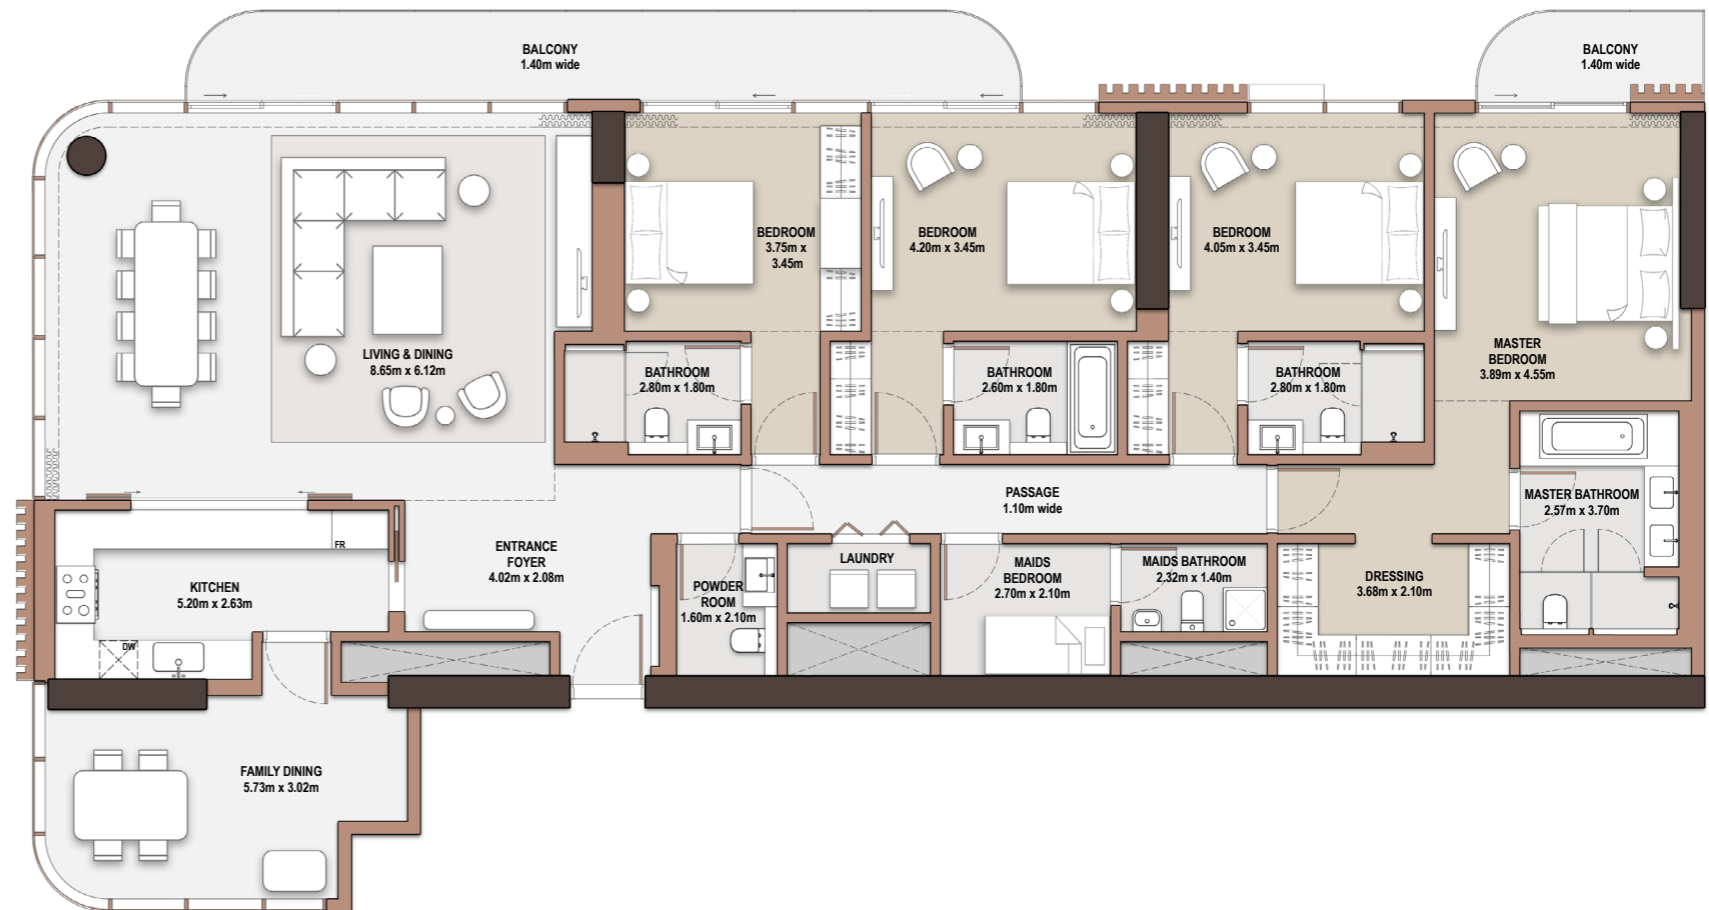 BALCONY
1.40m wide
BALCONY
1.40m wide
BEDROOM
3.75m x
3.45m
BEDROOM
4.20m x 3.45m
BEDROOM
4.05m x 3.45m
LIVING & DINING
8.65m x 6.12m
MASTER
BEDROOM
3.89m x 4.55m
BATHROOM
2.80m x 1.80m
BATHROOM
2.60m x 1.80m
BATHROOM
2.80m x 1.80m
PASSAGE
1.10m wide
MASTER BATHROOM
2.57m x 3.70m
FR
ENTRANCE
FOYER
4.02m x 2.08m
KITCHEN
5.20m x 2.63m
POWDER
ROOM
1.60m x 2.10m
LAUNDRY
MAIDS
BEDROOM
2.70m x 2.10m
MAIDS BATHROOM
2,32m x 1.40m
DRESSING
3.68m x 2.10m
DW
FAMILY DINING
5.73m x 3.02m